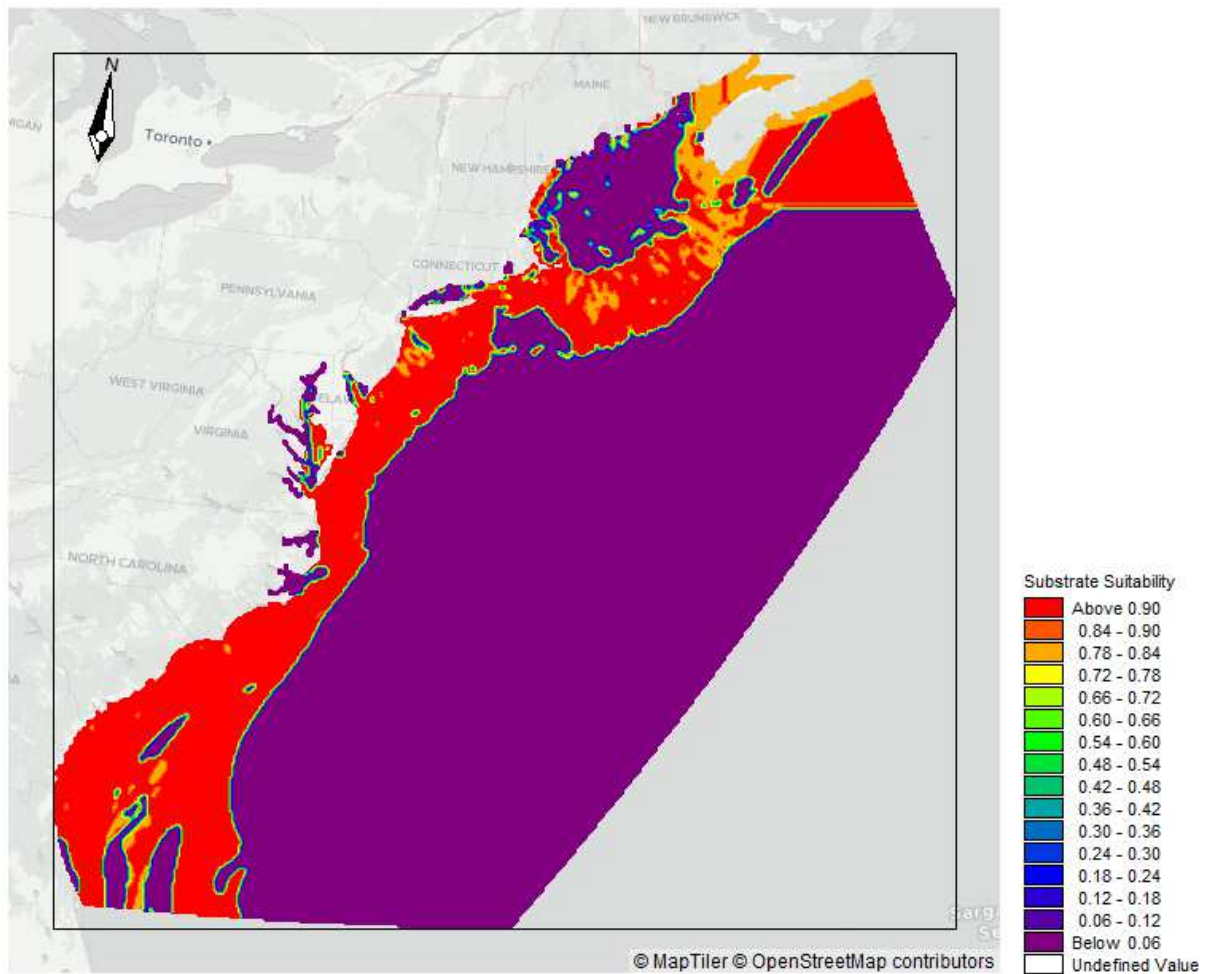 NEW BRUNSWICK
N
MAINE
Toronto
NEW HAMPSHIRE
CONNECTICUT
PENNSYLVANIA
WEST VIRGINIA
DELAW
VIRGINIA
NORTH CAROLINA
Substrate Suitability
Above 0.90
0.84 - 0.90
0.78 - 0.84
0.72 - 0.78
0.66 - 0.72
0.60 - 0.66
0.54 - 0.60
0.48 - 0.54
0.42 - 0.48
0.36 - 0.42
0.30 - 0.36
0.24 - 0.30
0.18 - 0.24
0.12 - 0.18
0.06 - 0.12
Below 0.06
Undefined Value
© MapTiler © OpenStreetMap contributors